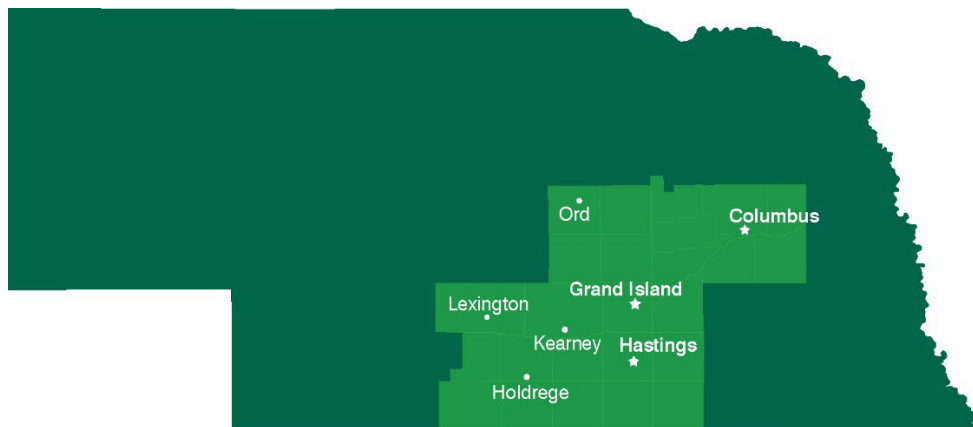 Ord
Columbus
Grand Island
Lexington
Kearney
Hastings
Holdrege